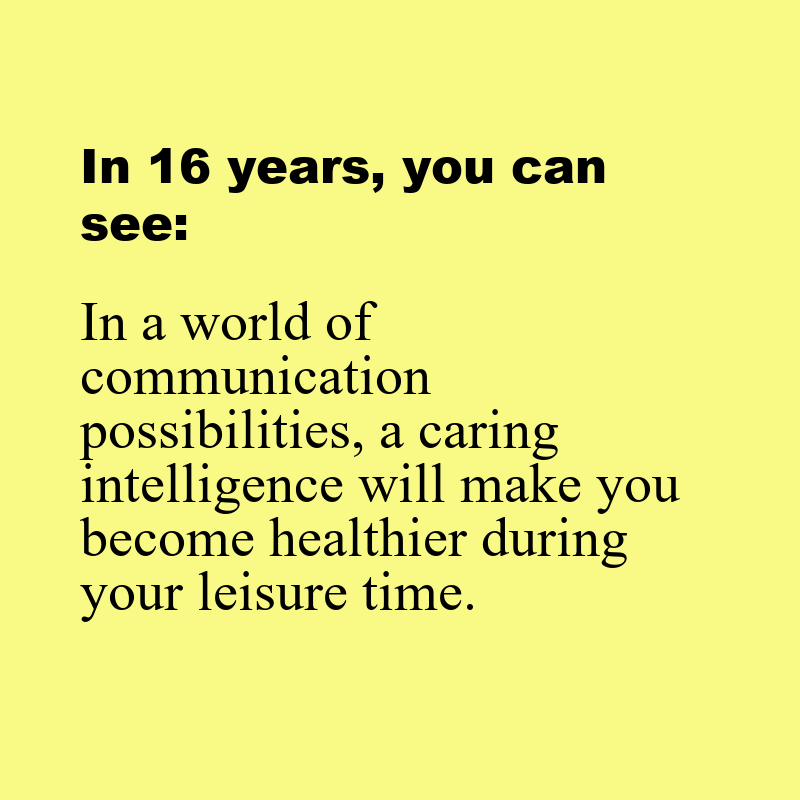 In 16 years, you can
see:
In a world of
communication
possibilities, a caring
intelligence will make you
become healthier during
your leisure time.